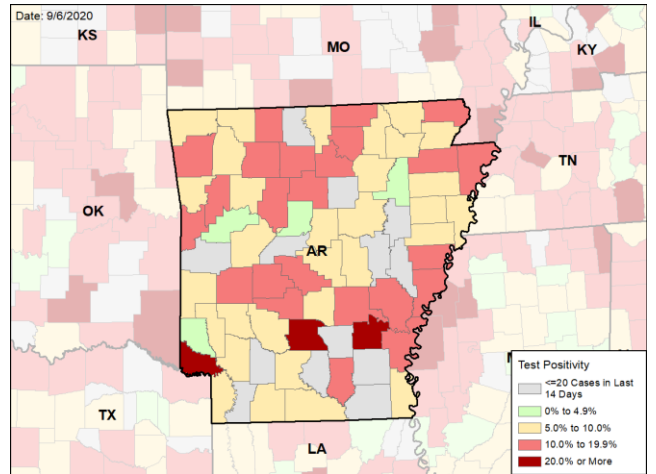 Date: 9/6/2020
KS
MO
IL
KY
OK
TN
AR
TX
LA
Test Positivity
<=20 Cases in Last
14 Days
0% to 4.9%
5.0% to 10.0%
10.0% to 19.9%
20.0% or More